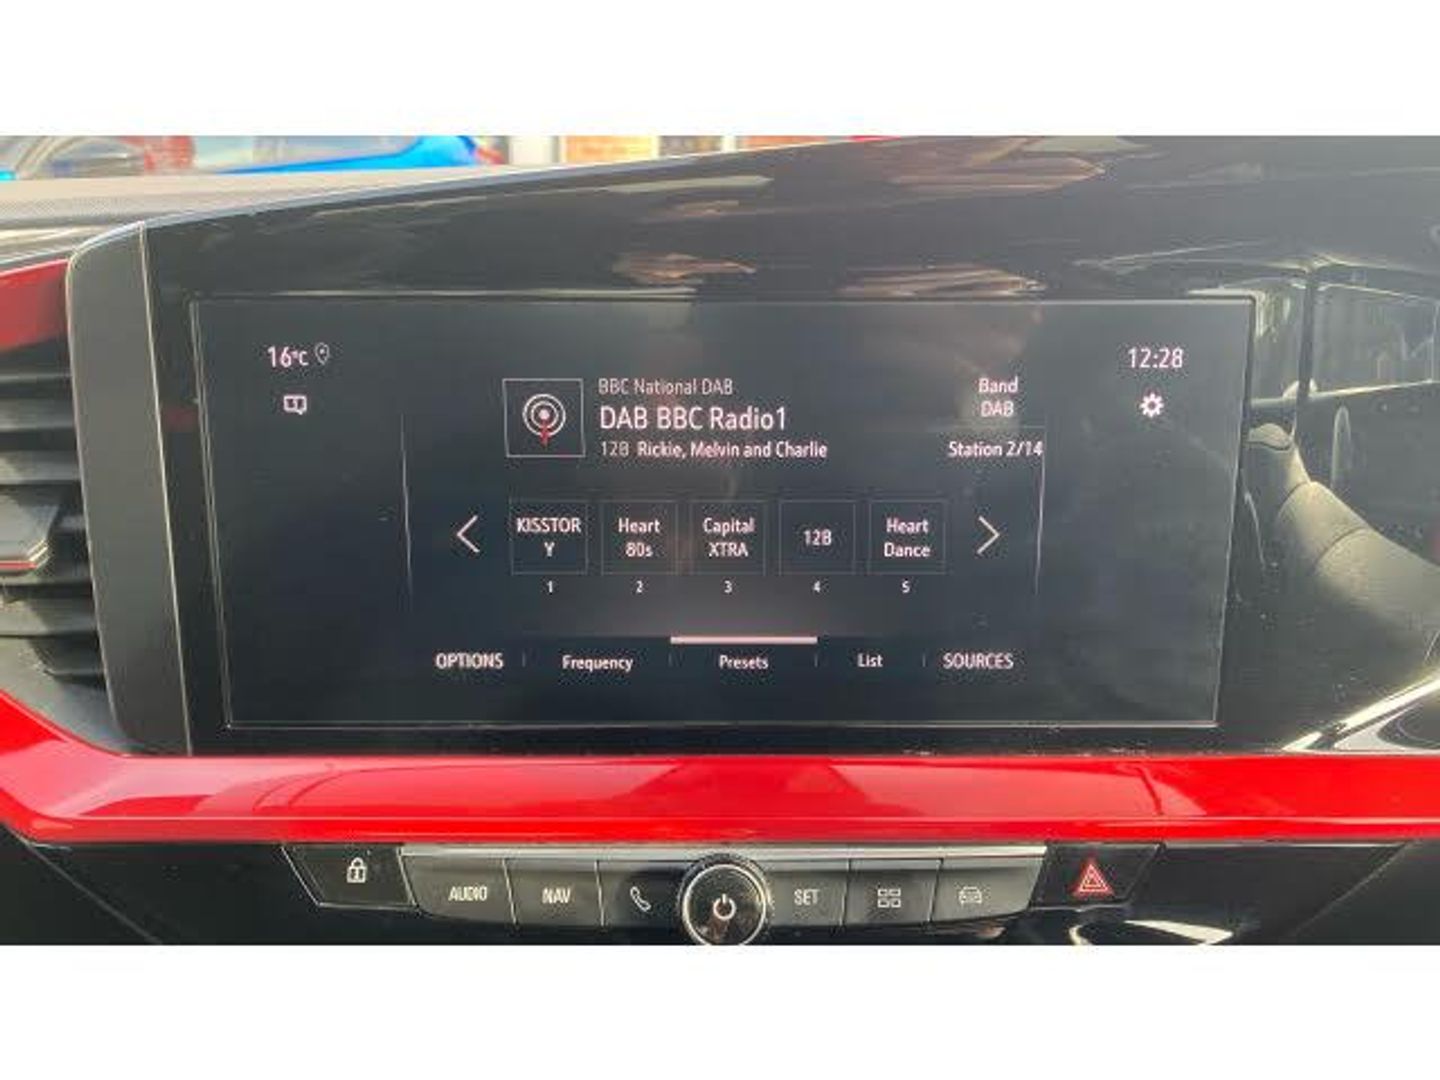 16°C
12:28
BBC National DAB
DAB BBC Radio1
12B Rickie, Melvin and Charlie
Band
DAB
Station 2/14
KISSTOR
Y
Heart
80s
Capital
XTRA
12B
Heart
Dance
1
2
3
4
5
OPTIONS
Frequency
Presets
List
SOURCES
AUDIO
NAV
SET